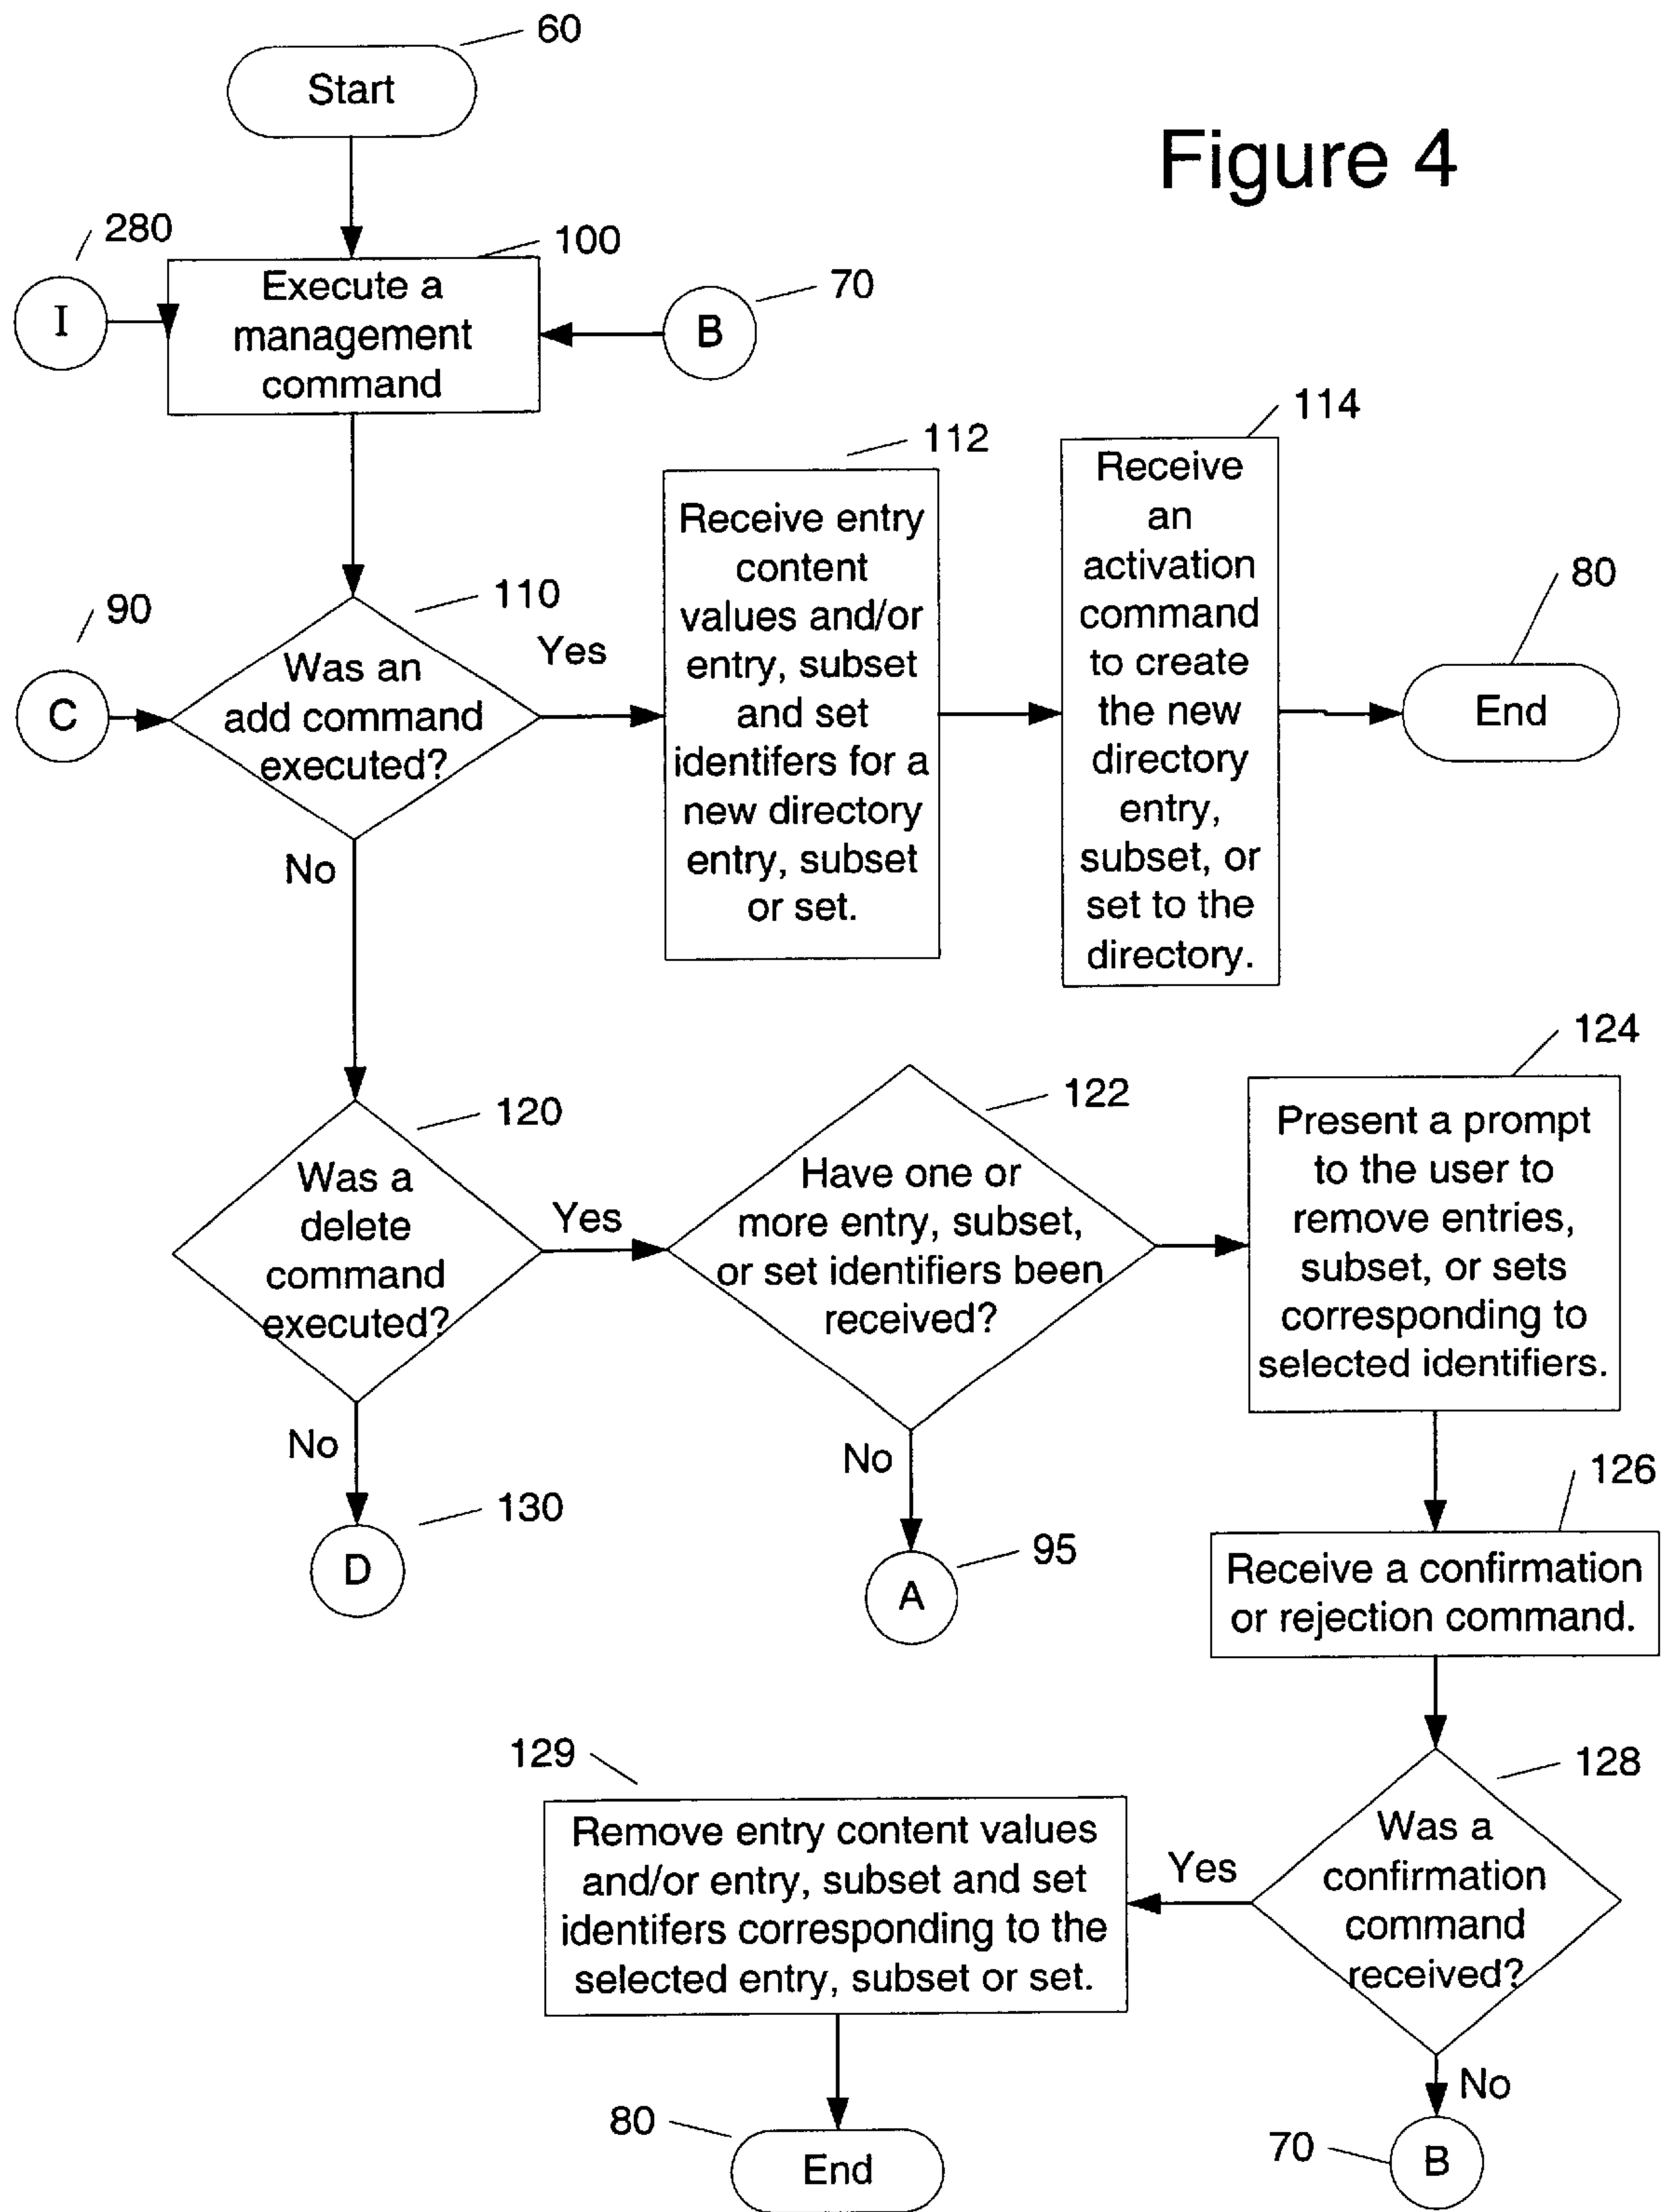 60
Start
Figure 4
280
100
70
I
Execute a
management
command
B
114
112
Receive
an
activation
command
to create
the new
directory
entry,
subset, or
set to the
directory.
Receive entry
content
values and/or
entry, subset
and set
identifers for a
new directory
entry, subset
or set.
80
End
90
110
Yes
C
Was an
add command
executed?
No
124
122
120
Present a prompt
to the user to
remove entries,
subset, or sets
corresponding to
selected identifiers.
Was a
delete
command
executed?
Yes
Have one or
more entry, subset,
or set identifiers been
received?
No
No
126
130
D
95
A
Receive a confirmation
or rejection command.
129
128
Remove entry content values
and/or entry, subset and set
identifers corresponding to the
selected entry, subset or set.
Yes
Was a
confirmation
command
received?
No
80
End
70
B